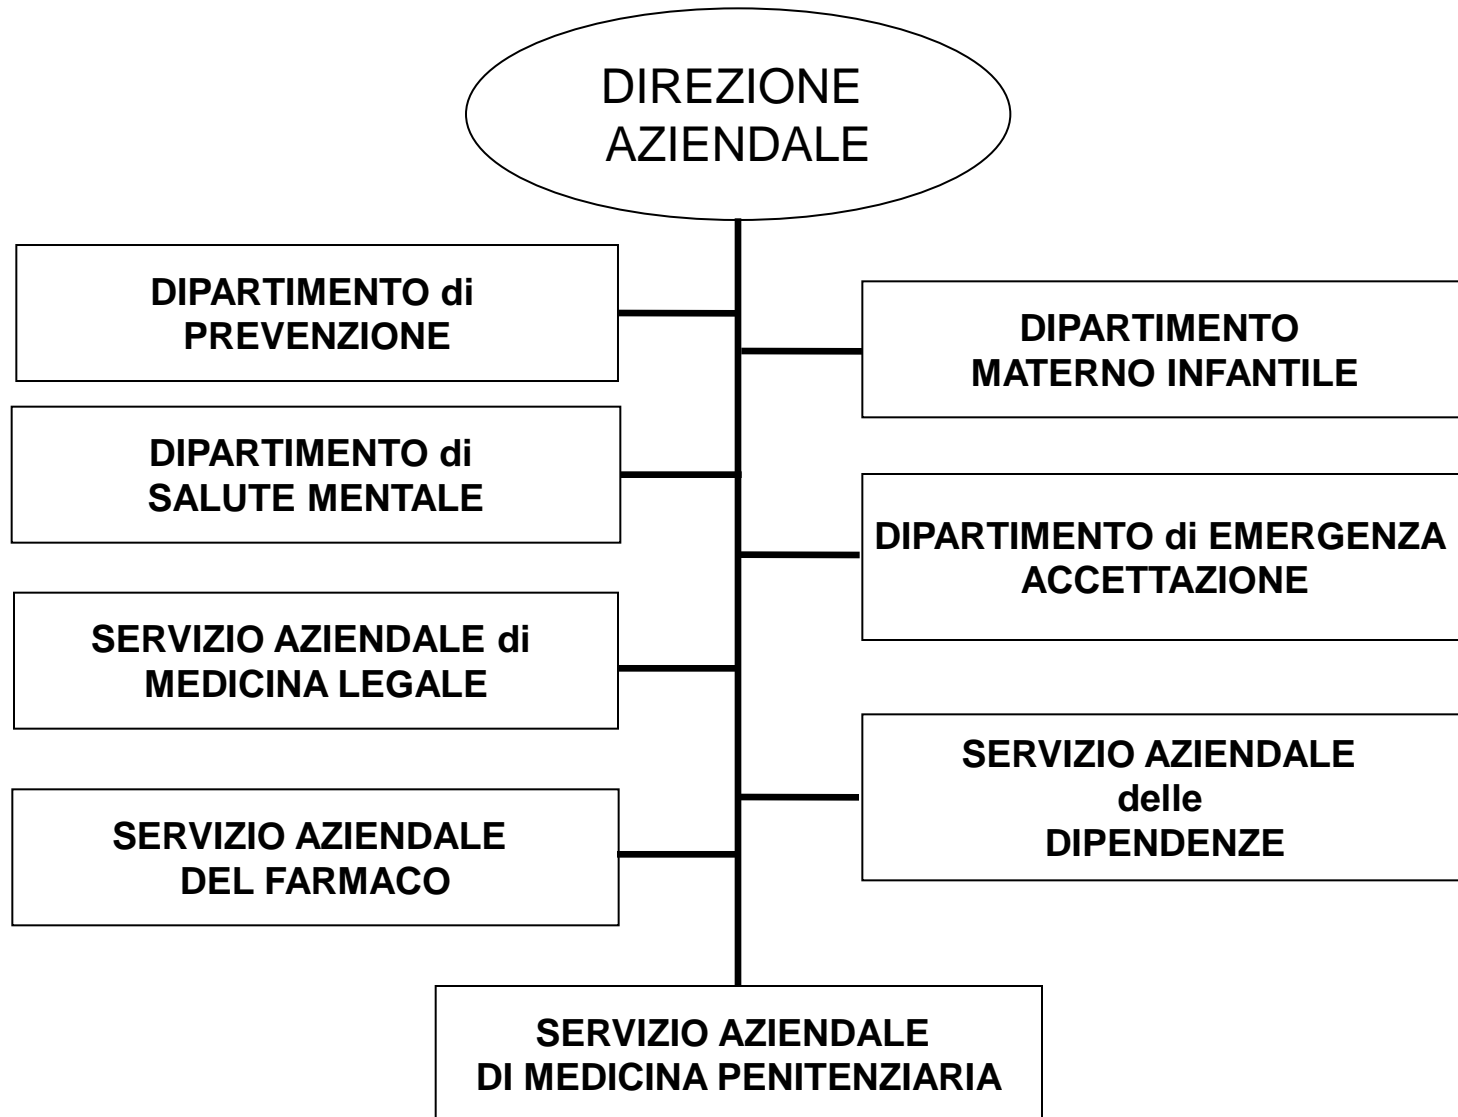 DIREZIONE
AZIENDALE
DIPARTIMENTO di
PREVENZIONE
DIPARTIMENTO
MATERNO INFANTILE
DIPARTIMENTO di
SALUTE MENTALE
DIPARTIMENTO di EMERGENZA
ACCETTAZIONE
SERVIZIO AZIENDALE di
MEDICINA LEGALE
SERVIZIO AZIENDALE
delle
DIPENDENZE
SERVIZIO AZIENDALE
DEL FARMACO
SERVIZIO AZIENDALE
DI MEDICINA PENITENZIARIA